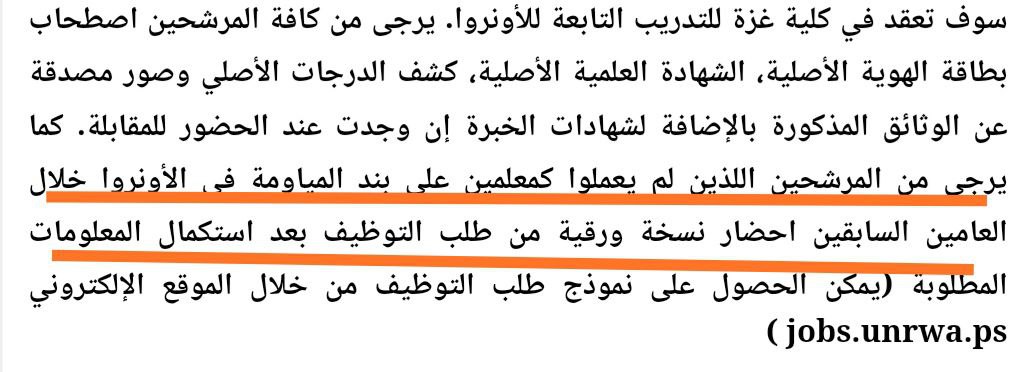 سوف تعقد في كلية غزة للتدريب التابعة للأونروا. يرجى من كافة المرشحين اصطحاب
بطاقة الهوية الأصلية، الشهادة العلمية الأصلية، كشف الدرجات الأصلي وصور مصدقة
عن الوثائق المذكورة بالإضافة لشهادات الخبرة إن وجدت عند الحضور للمقابلة. كما
يرجى من المرشحين اللذين لم يعملوا كمعلمين على بند المياومة في الأونروا خلال
العامين السابقين احضار نسخة ورقية من طلب التوظيف بعد استكمال المعلومات
المطلوبة (يمكن الحصول على نموذج طلب التوظيف من خلال الموقع الإلكتروني
jobs.unrwa.ps )